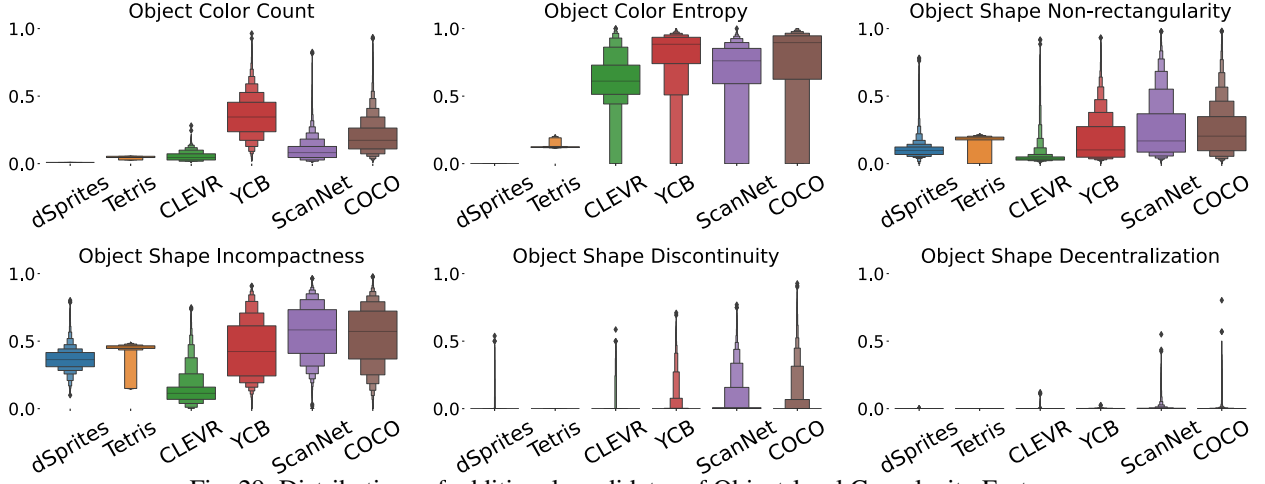 Object Color Count
Object Color Entropy
Object Shape Non-rectangularity
1.0
0.5
0.0
dSprites
Tetris
CLEVR
YCB
ScanNet
COCO
1.0
0.5
0.0
dSprites
Tetris
CLEVR
YCB
ScanNet
COCO
1.0
0.5
0.0
dSprites
Tetris
CLEVR
YCB
ScanNet
COCO
Object Shape Incompactness
Object Shape Discontinuity
Object Shape Decentralization
1.0
0.5
0.0
dSprites
Tetris
CLEVR
YCB
ScanNet
COCO
1.0
0.5
0.0
dSprites
Tetris
CLEVR
YCB
ScanNet
COCO
1.0
0.5
0.0
dSprites
Tetris
CLEVR
YCB
ScanNet
COCO